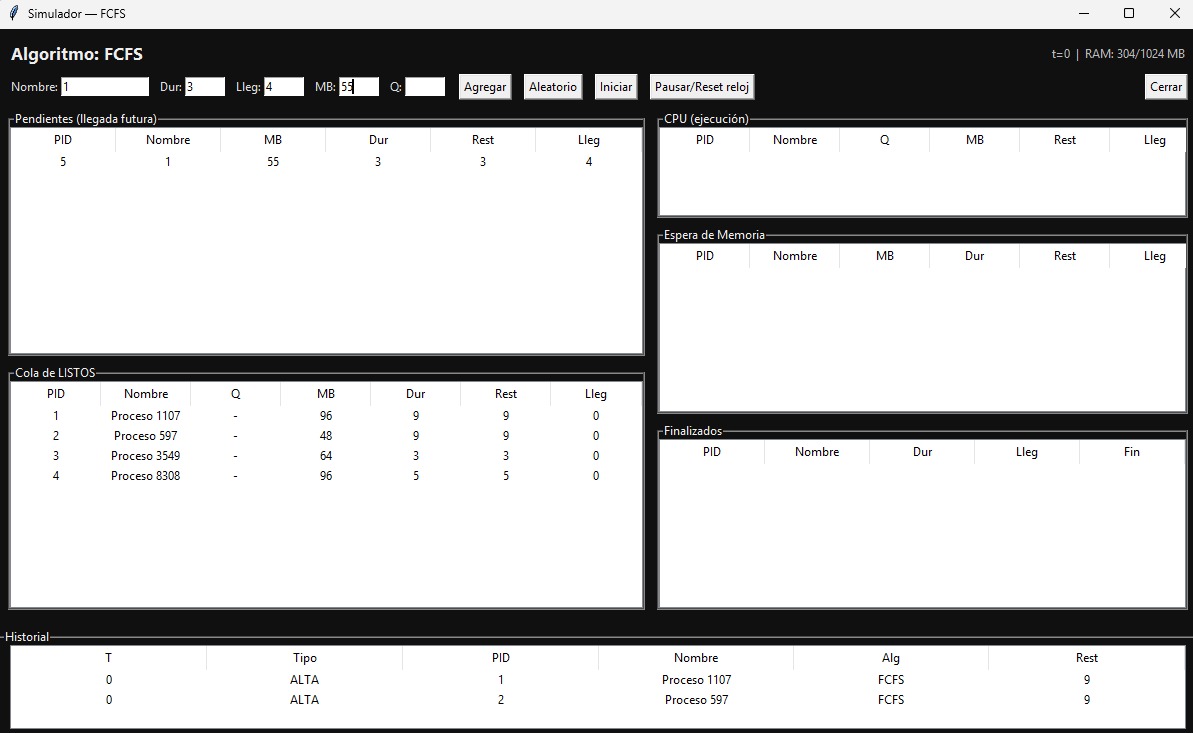 Simulador — FCFS
Algoritmo: FCFS
t=0 | RAM: 304/1024 MB
Nombre: 1 Dur: 3 Lleg: 4 MB: 55 Q: Agregar Aleatorio Iniciar Pausar/Reset reloj Cerrar
Pendientes (llegada futura)
PID Nombre MB Dur Rest Lleg
5 1 55 3 3 4
Cola de LISTOS
PID Nombre Q MB Dur Rest Lleg
1 Proceso 1107 - 96 9 9 0
2 Proceso 597 - 48 9 9 0
3 Proceso 3549 - 64 3 3 0
4 Proceso 8308 - 96 5 5 0
CPU (ejecución)
PID Nombre Q MB Rest Lleg
Espera de Memoria
PID Nombre MB Dur Rest Lleg
Finalizados
PID Nombre Dur Lleg Fin
Historial
T Tipo PID Nombre Alg Rest
0 ALTA 1 Proceso 1107 FCFS 9
0 ALTA 2 Proceso 597 FCFS 9